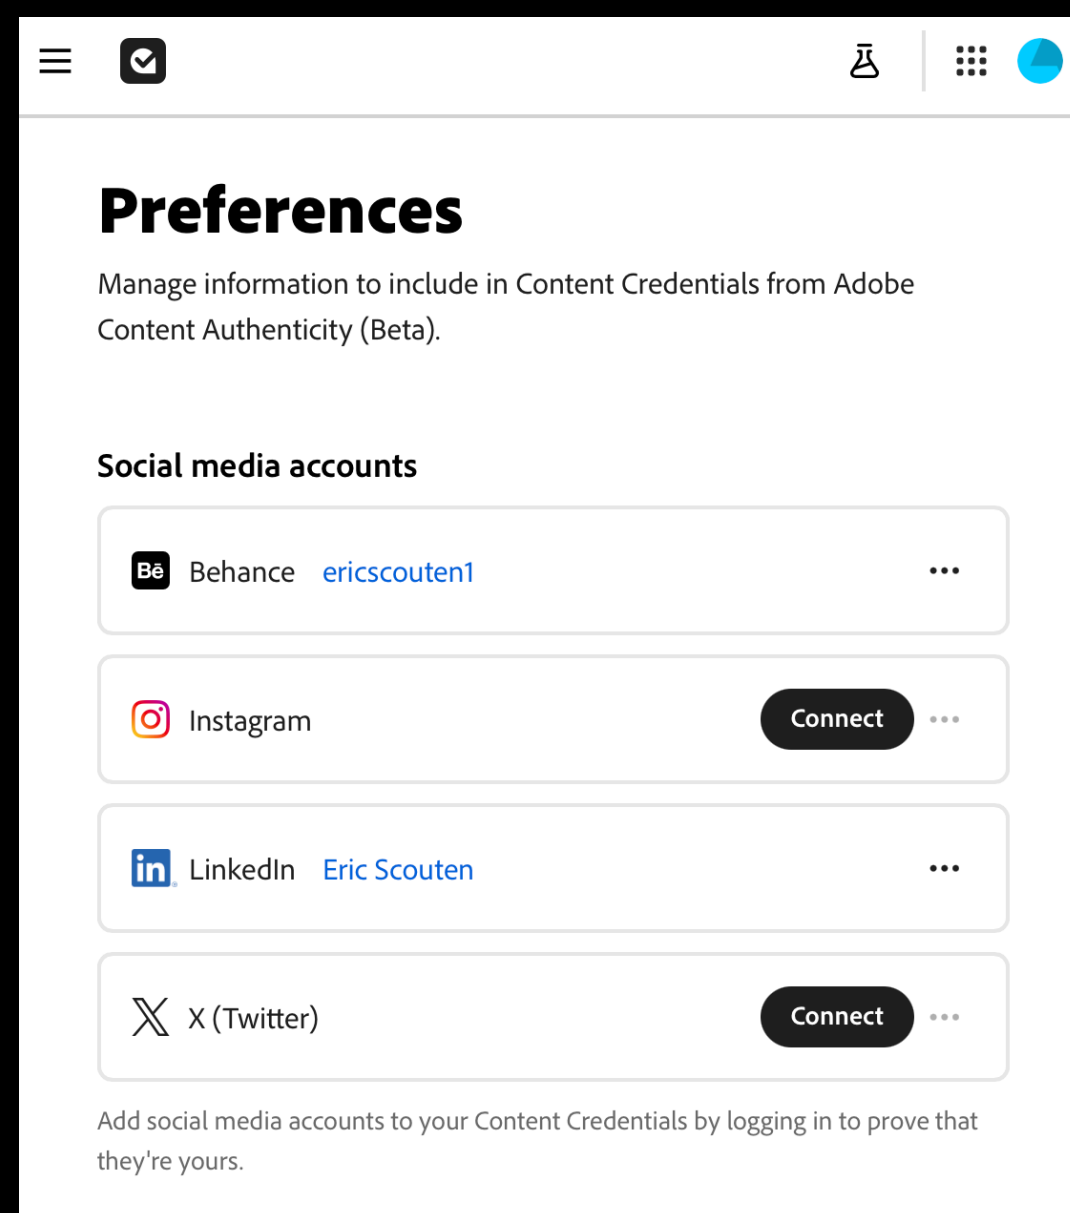 Preferences
Manage information to include in Content Credentials from Adobe
Content Authenticity (Beta).
Social media accounts
Bē Behance ericscouten1
Instagram Connect
in LinkedIn Eric Scouten
X (Twitter) Connect
Add social media accounts to your Content Credentials by logging in to prove that
they're yours.